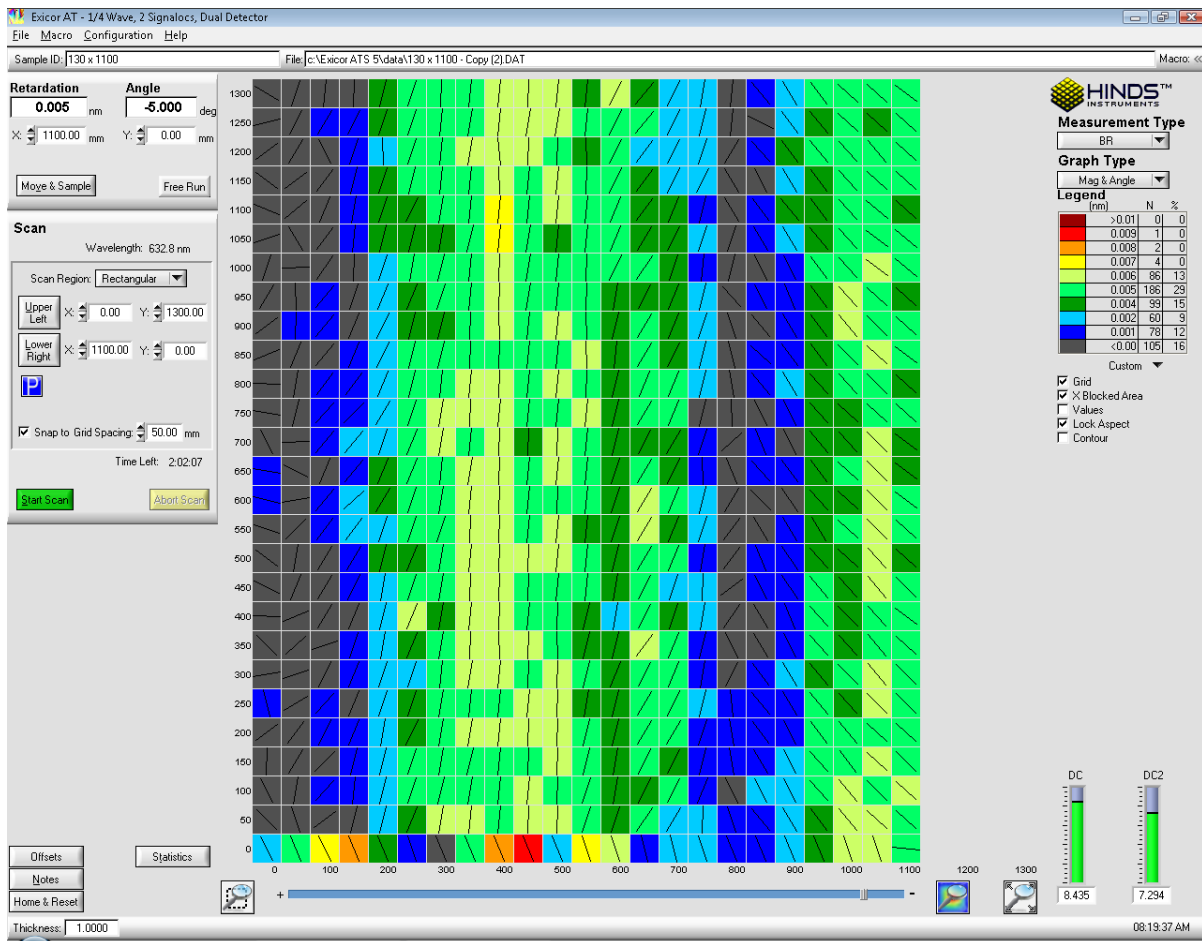 Exicor AT - 1/4 Wave, 2 Signalocs, Dual Detector
File Macro Configuration Help
Sample ID: 130 x 1100 File: c:\Exicor ATS 5\data\130 x 1100 - Copy (2).DAT Macro: <<
Retardation Angle
0.005 nm -5.000 deg
X: 1100.00 mm Y: 0.00 mm
Move & Sample Free Run
Scan
Wavelength: 632.8 nm
Scan Region: Rectangular
Upper Left X: 0.00 Y: 1300.00
Lower Right X: 1100.00 Y: 0.00
P
Snap to Grid Spacing: 50.00 mm
Time Left: 2:02:07
Start Scan Abort Scan
Offsets Statistics
Notes
Home & Reset
Thickness: 1.0000
1300
1250
1200
1150
1100
1050
1000
950
900
850
800
750
700
650
600
550
500
450
400
350
300
250
200
150
100
50
0
0 100 200 300 400 500 600 700 800 900 1000 1100 1200 1300
+ -
HINDS™
INSTRUMENTS
Measurement Type
BR
Graph Type
Mag & Angle
Legend
(nm) N %
>0.01 0 0
0.009 1 0
0.008 2 0
0.007 4 0
0.006 86 13
0.005 186 29
0.004 99 15
0.002 60 9
0.001 78 12
<0.00 105 16
Custom
Grid
X Blocked Area
Values
Lock Aspect
Contour
DC DC2
8.435 7.294
08:19:37 AM